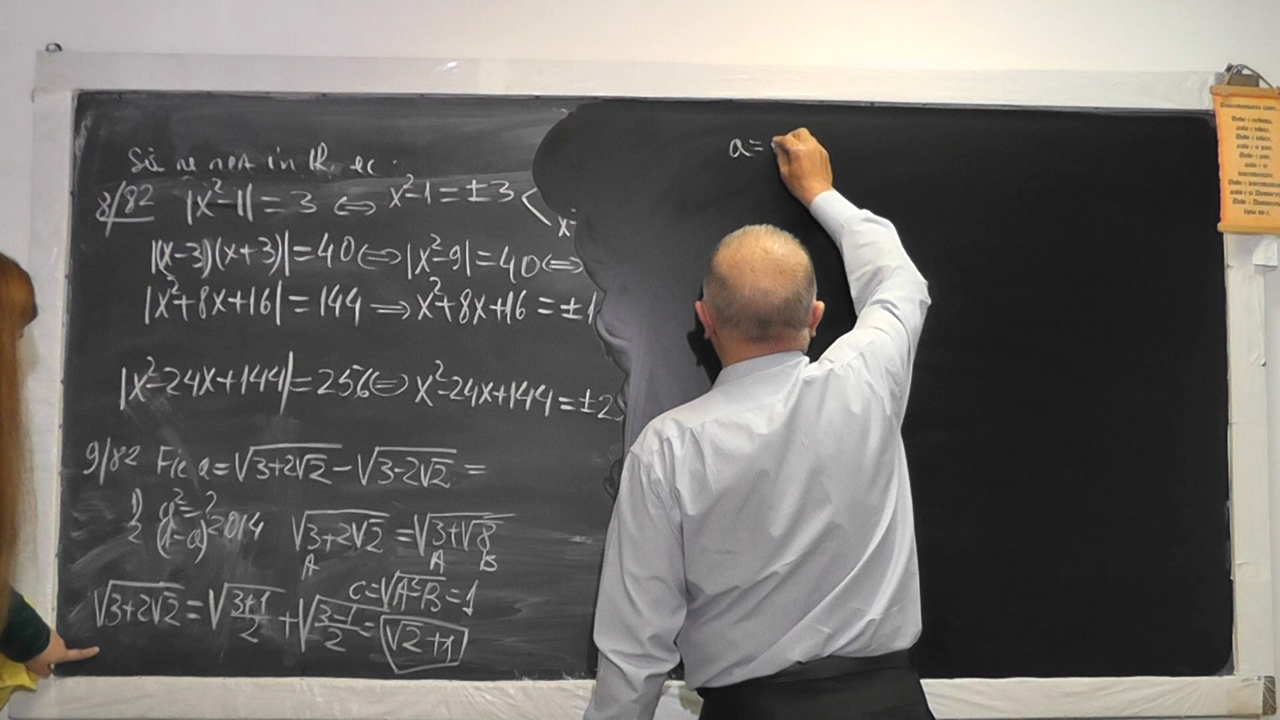 Să se rez in R ec.
8/82 |x²-1|=3 ⇔ x²-1=±3 < x²
|(x-3)(x+3)|=40⇔|x²-9|=40⇔
|x²+8x+16|=144 ⇒ x²+8x+16=±1
|x²-24x+144|=256⇔ x²-24x+144=±2
9/82 Fie a=√(3+2√2)-√(3-2√2)=
1) a²=?
2) (1-a)²⁰¹⁴
√(3+2√2)=√(3+√8)
A A B
c=√(A²-B)=1
√(3+2√2)=√((3+1)/2)+√((3-1)/2)=√2+1
a=